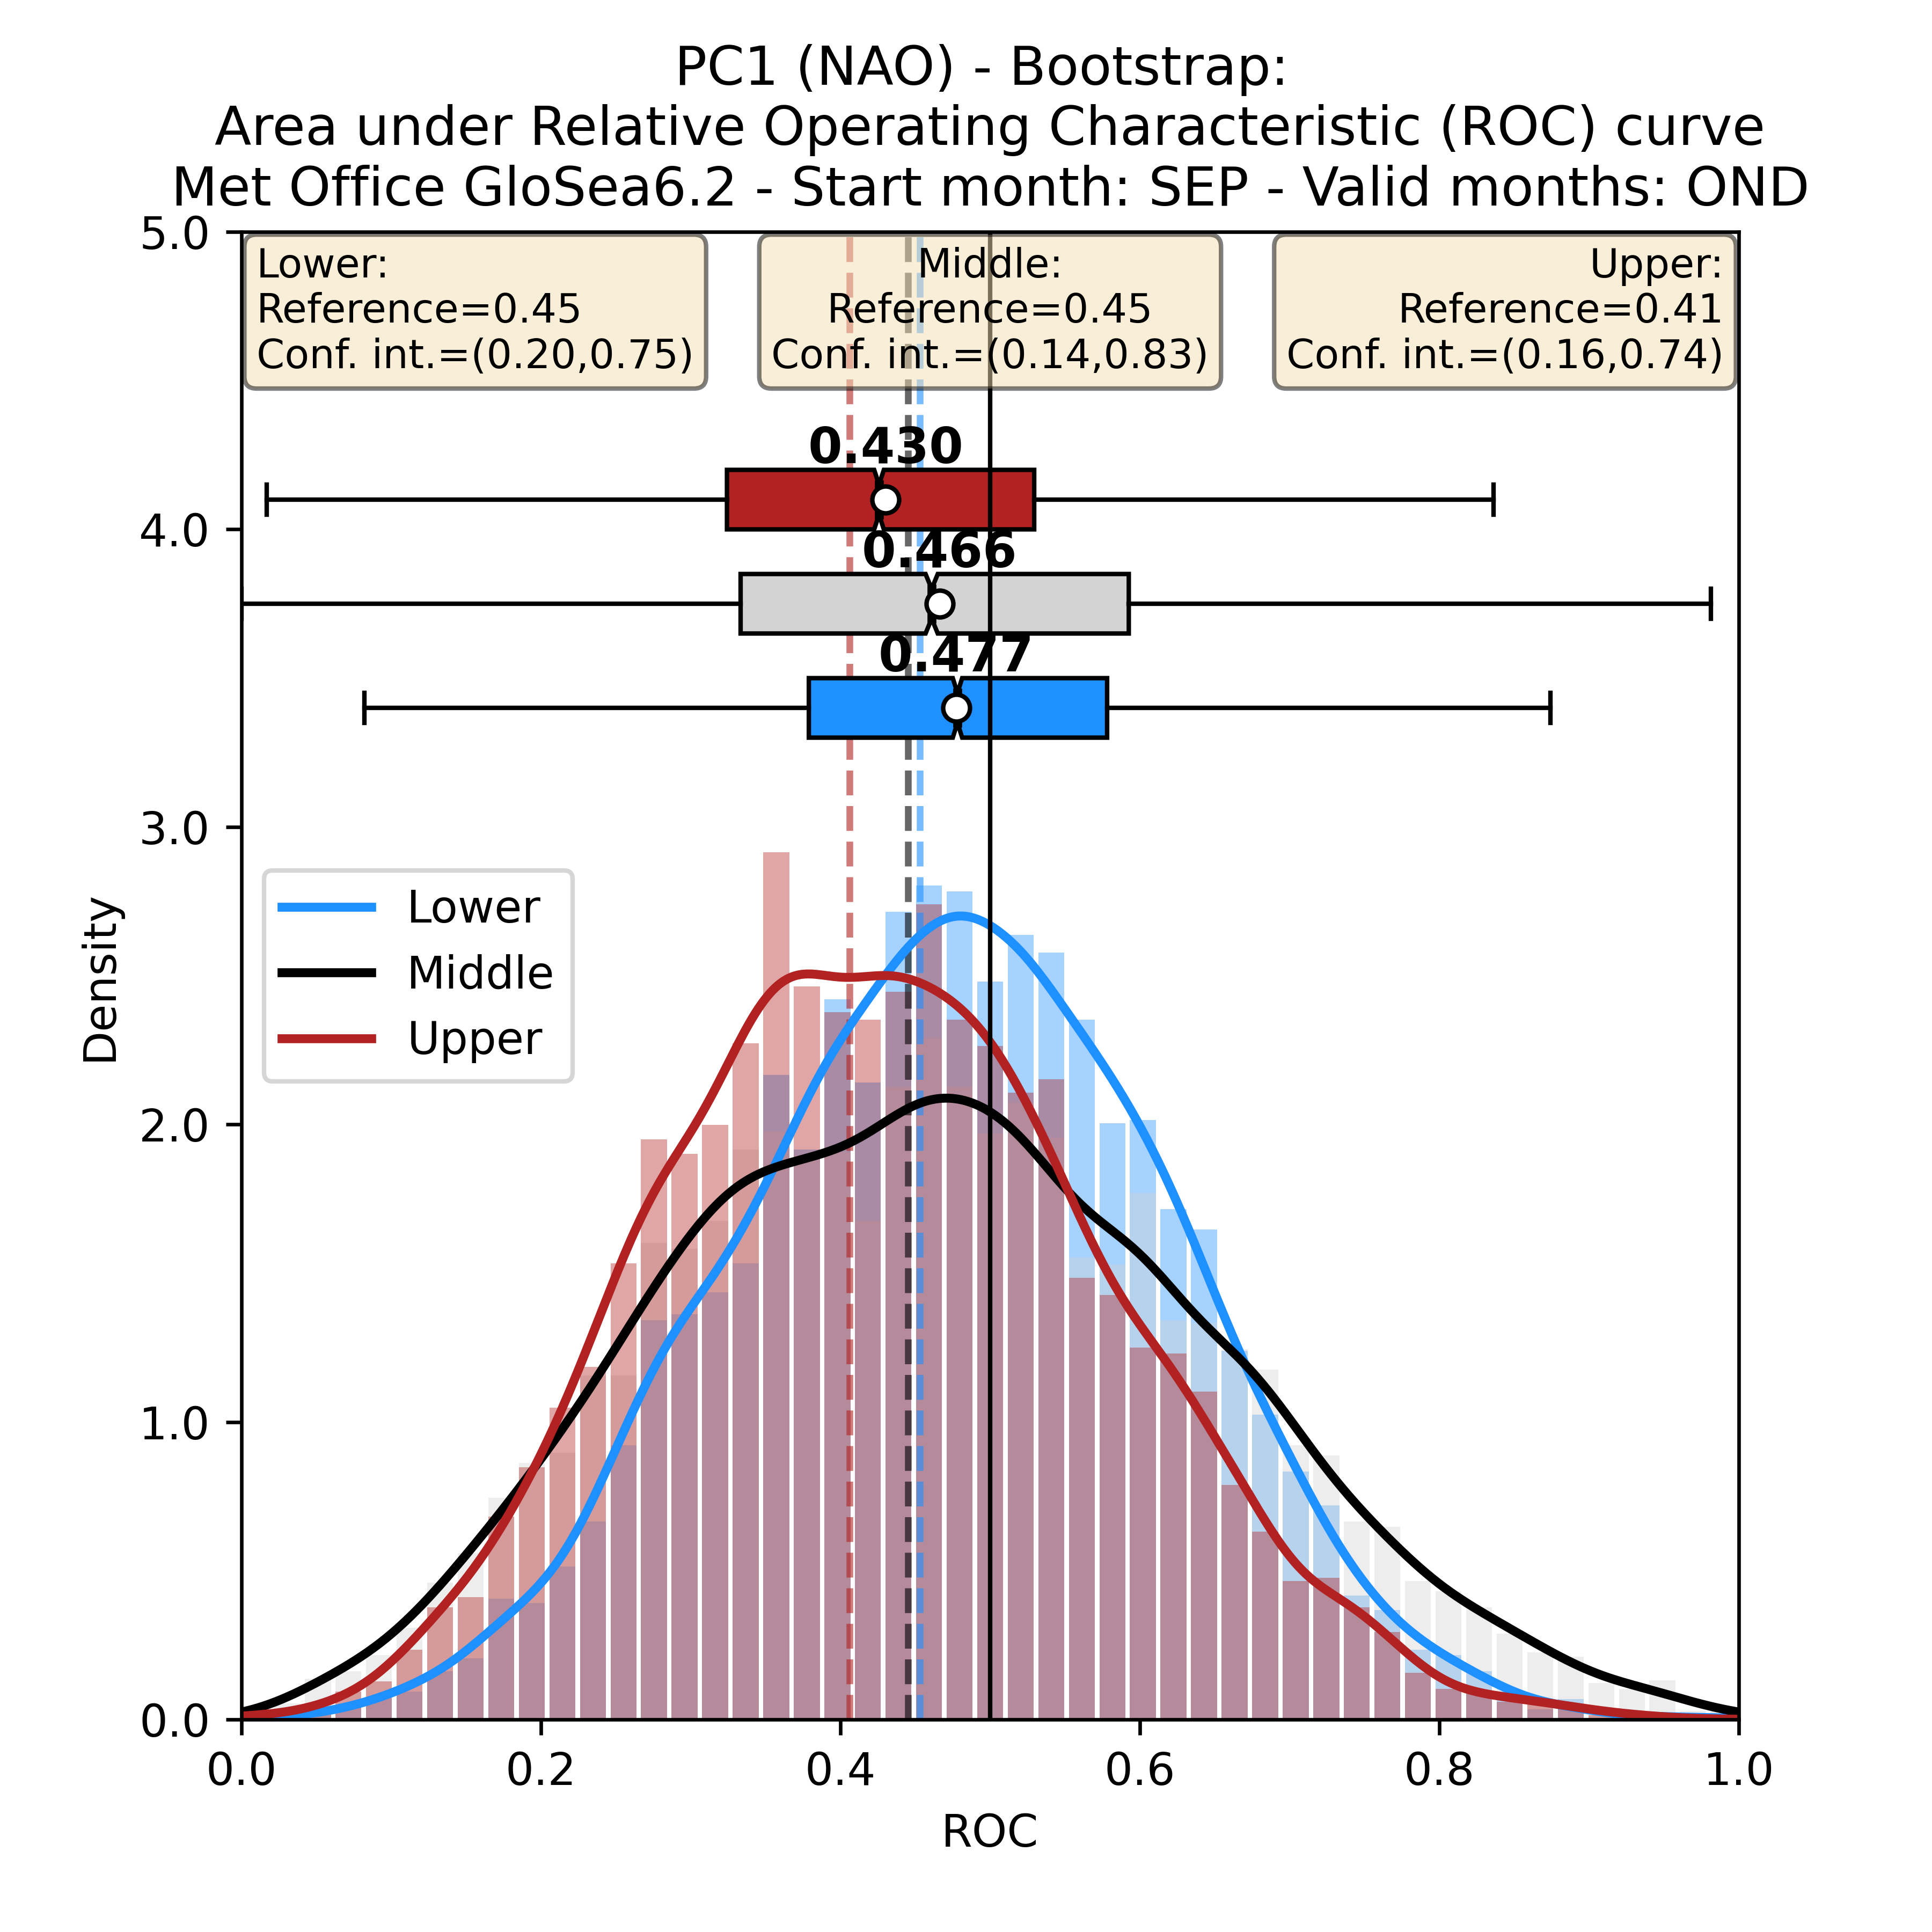 PC1 (NAO) - Bootstrap:
Area under Relative Operating Characteristic (ROC) curve
Met Office GloSea6.2 - Start month: SEP - Valid months: OND
Lower:
Reference=0.45
Conf. int.=(0.20,0.75)
Middle:
Reference=0.45
Conf. int.=(0.14,0.83)
Upper:
Reference=0.41
Conf. int.=(0.16,0.74)
0.430
0.466
0.477
5.0
4.0
3.0
2.0
1.0
0.0
Density
Lower
Middle
Upper
0.0 0.2 0.4 0.6 0.8 1.0
ROC